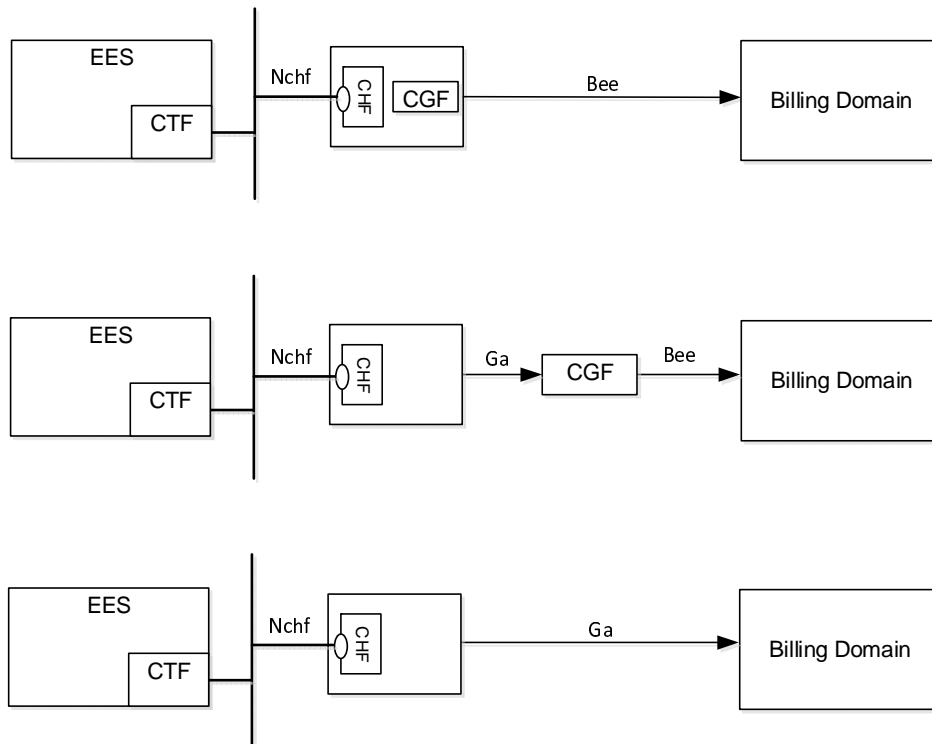 EES
CTF
Nchf
CHF
CGF
Bee
Billing Domain
EES
CTF
Nchf
CHF
Ga
CGF
Bee
Billing Domain
EES
CTF
Nchf
CHF
Ga
Billing Domain